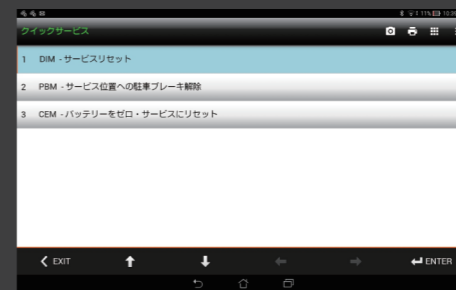 11% 10:39
クイックサービス
1 DIM - サービスリセット
2 PBM - サービス位置への駐車ブレーキ解除
3 CEM - バッテリーをゼロ・サービスにリセット
EXIT ENTER